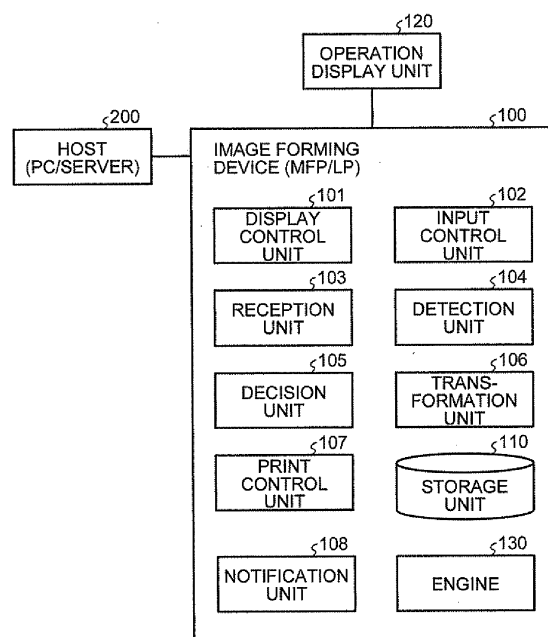 120
OPERATION
DISPLAY UNIT
200
100
HOST
(PC/SERVER)
IMAGE FORMING
DEVICE (MFP/LP)
101
102
DISPLAY
CONTROL
UNIT
INPUT
CONTROL
UNIT
103
104
RECEPTION
UNIT
DETECTION
UNIT
105
106
DECISION
UNIT
TRANS-
FORMATION
UNIT
107
110
PRINT
CONTROL
UNIT
STORAGE
UNIT
108
130
NOTIFICATION
UNIT
ENGINE